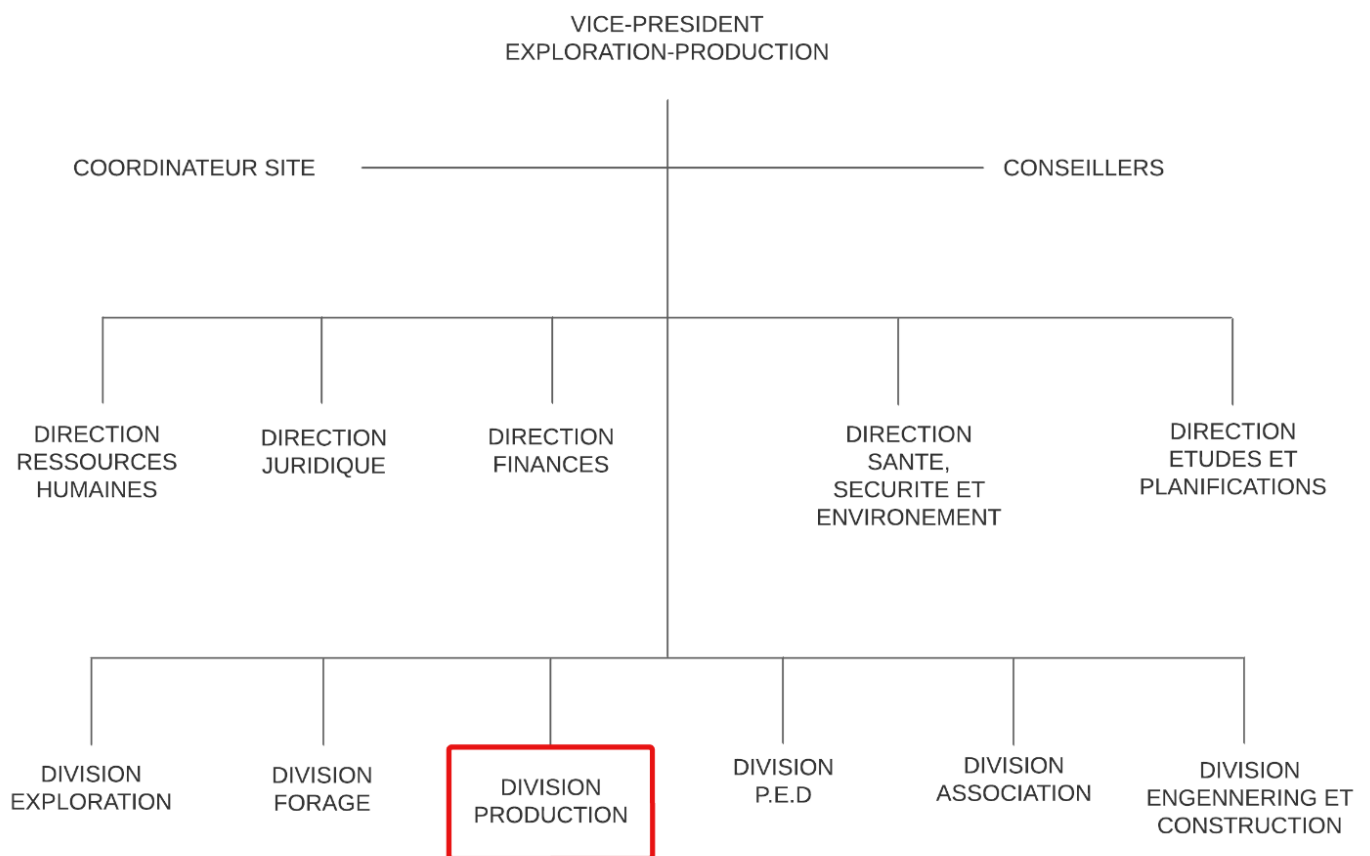 VICE-PRESIDENT
EXPLORATION-PRODUCTION
COORDINATEUR SITE
CONSEILLERS
DIRECTION
RESSOURCES
HUMAINES
DIRECTION
JURIDIQUE
DIRECTION
FINANCES
DIRECTION
SANTE,
SECURITE ET
ENVIRONEMENT
DIRECTION
ETUDES ET
PLANIFICATIONS
DIVISION
EXPLORATION
DIVISION
FORAGE
DIVISION
PRODUCTION
DIVISION
P.E.D
DIVISION
ASSOCIATION
DIVISION
ENGENNERING ET
CONSTRUCTION